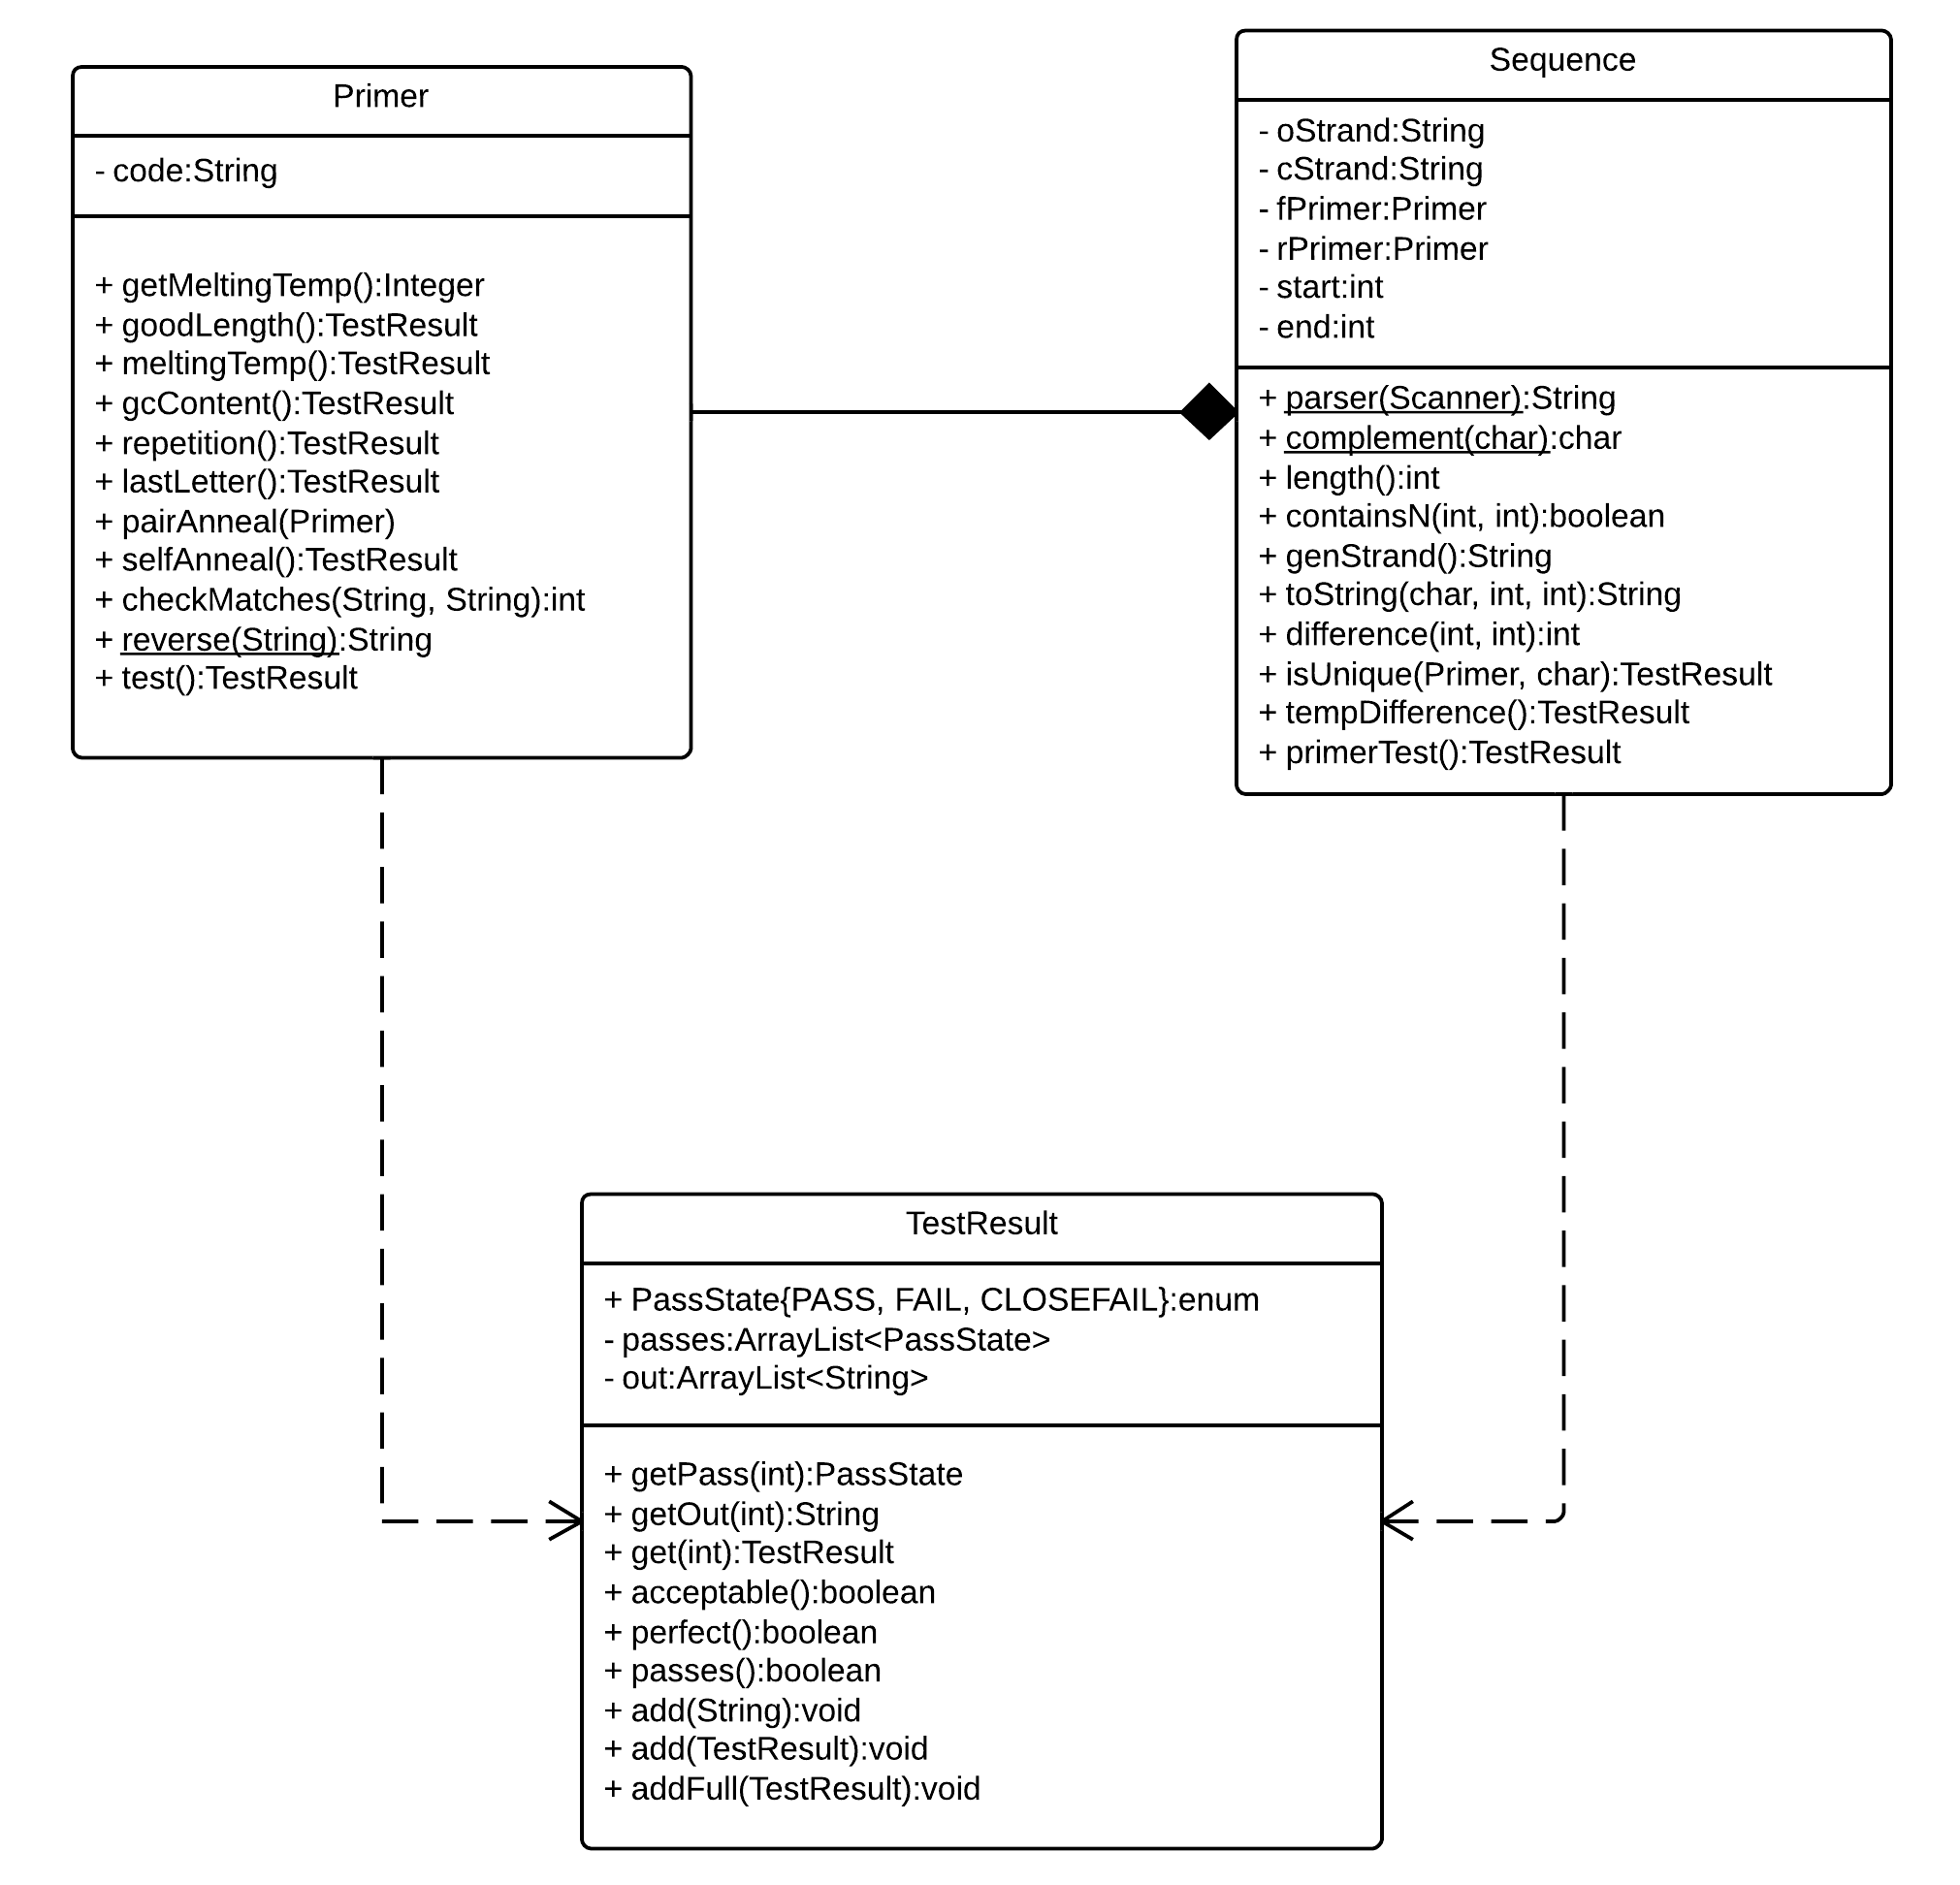 Primer
- code:String
+ getMeltingTemp():Integer
+ goodLength():TestResult
+ meltingTemp():TestResult
+ gcContent():TestResult
+ repetition():TestResult
+ lastLetter():TestResult
+ pairAnneal(Primer)
+ selfAnneal():TestResult
+ checkMatches(String, String):int
+ reverse(String):String
+ test():TestResult
Sequence
- oStrand:String
- cStrand:String
- fPrimer:Primer
- rPrimer:Primer
- start:int
- end:int
+ parser(Scanner):String
+ complement(char):char
+ length():int
+ containsN(int, int):boolean
+ genStrand():String
+ toString(char, int, int):String
+ difference(int, int):int
+ isUnique(Primer, char):TestResult
+ tempDifference():TestResult
+ primerTest():TestResult
TestResult
+ PassState{PASS, FAIL, CLOSEFAIL}:enum
- passes:ArrayList<PassState>
- out:ArrayList<String>
+ getPass(int):PassState
+ getOut(int):String
+ get(int):TestResult
+ acceptable():boolean
+ perfect():boolean
+ passes():boolean
+ add(String):void
+ add(TestResult):void
+ addFull(TestResult):void